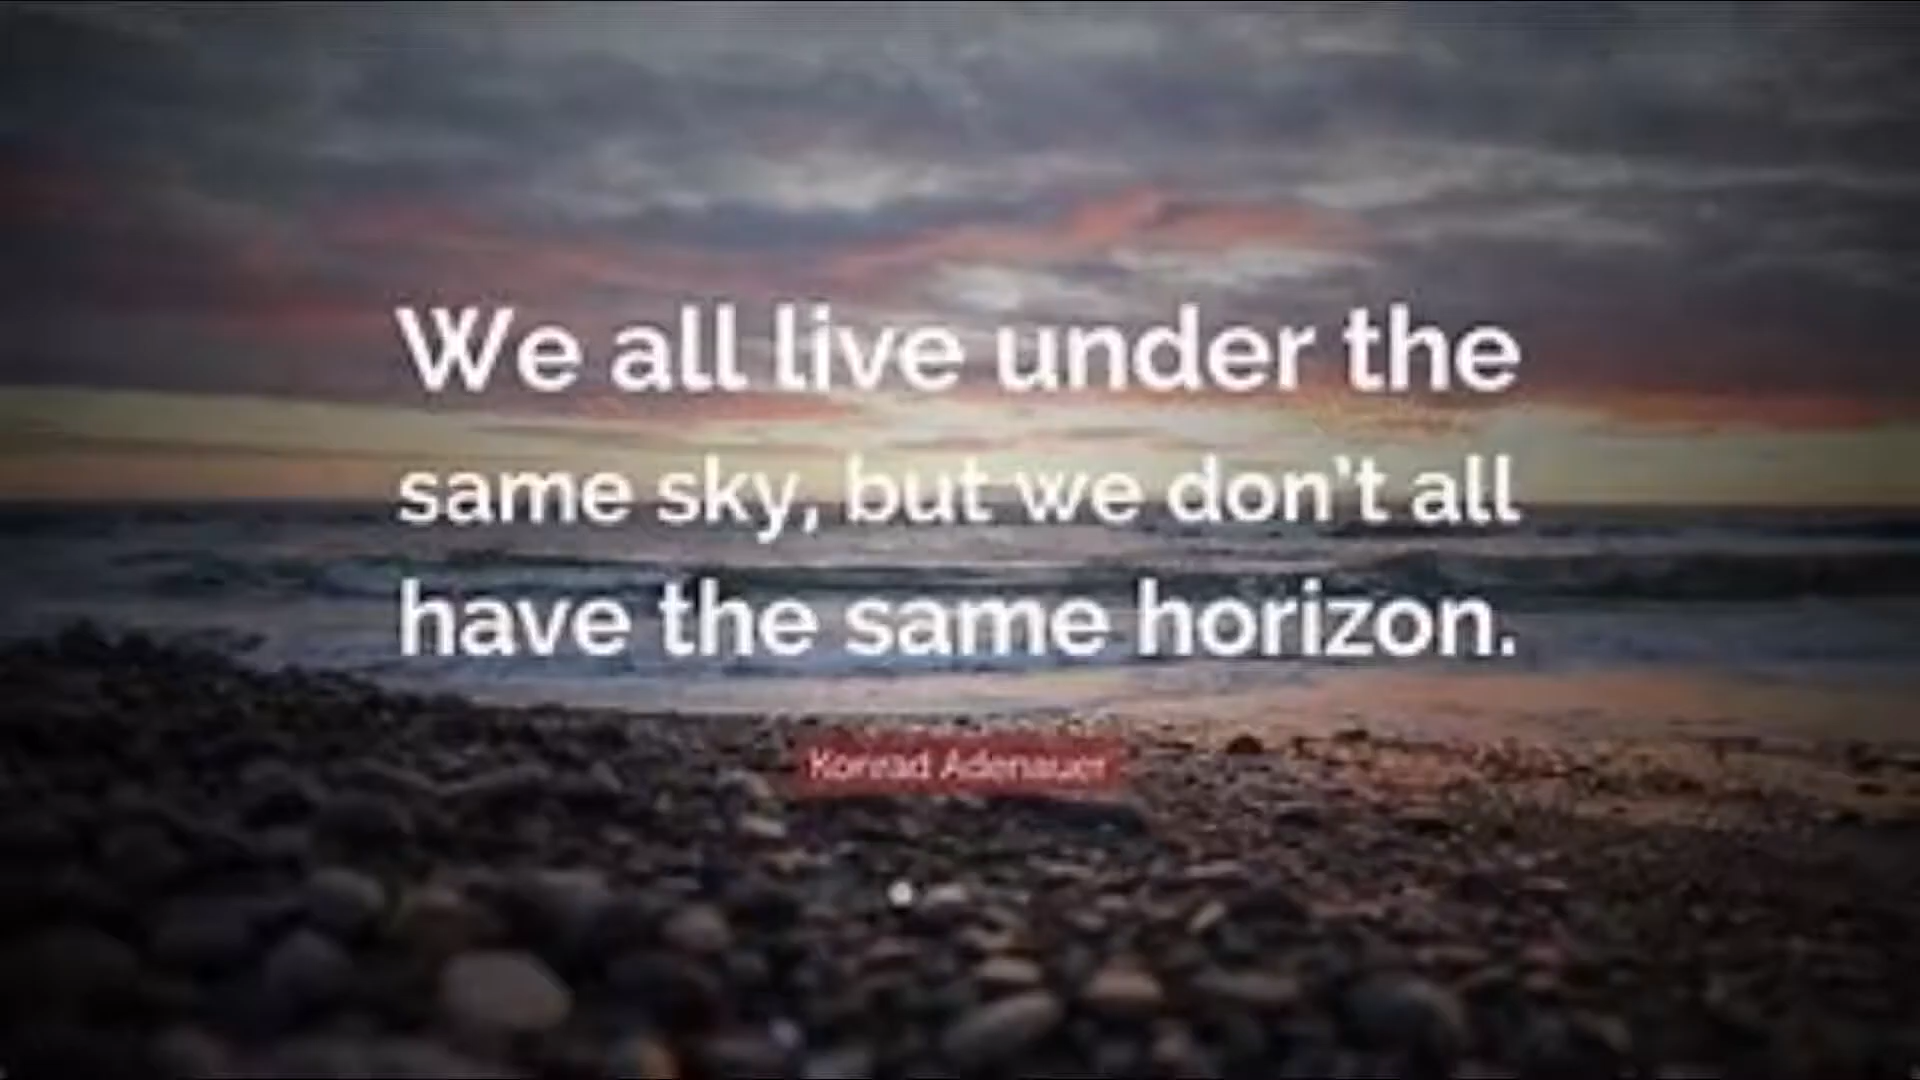 We all live under the
same sky, but we don't all
have the same horizon.
Konrad Adenauer